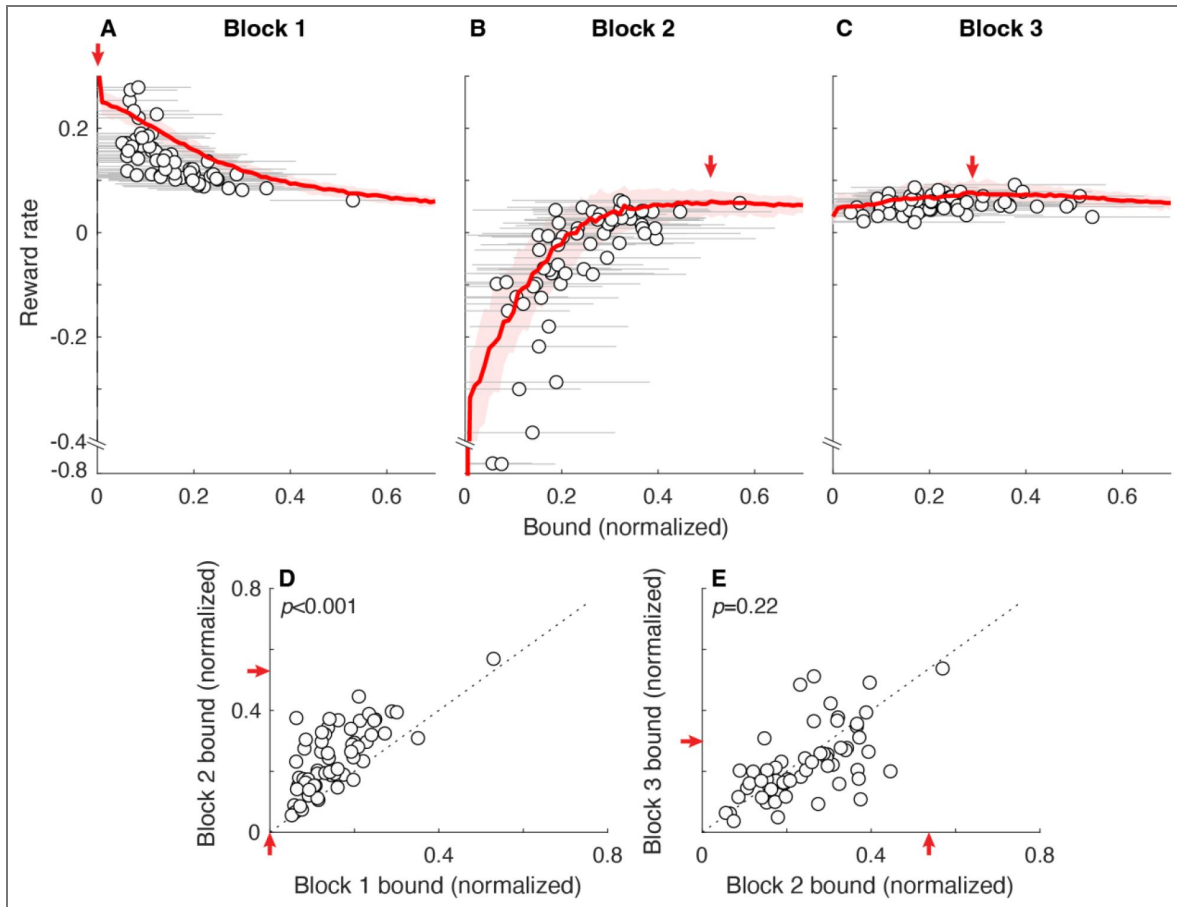 A Block 1
B Block 2
C Block 3
Reward rate
0.2
0
-0.2
-0.4
-0.8
0 0.2 0.4 0.6
0 0.2 0.4 0.6
0 0.2 0.4 0.6
Bound (normalized)
D
p<0.001
Block 2 bound (normalized)
0.8
0.4
0
0.4 0.8
Block 1 bound (normalized)
E
p=0.22
Block 3 bound (normalized)
0 0.4 0.8
Block 2 bound (normalized)